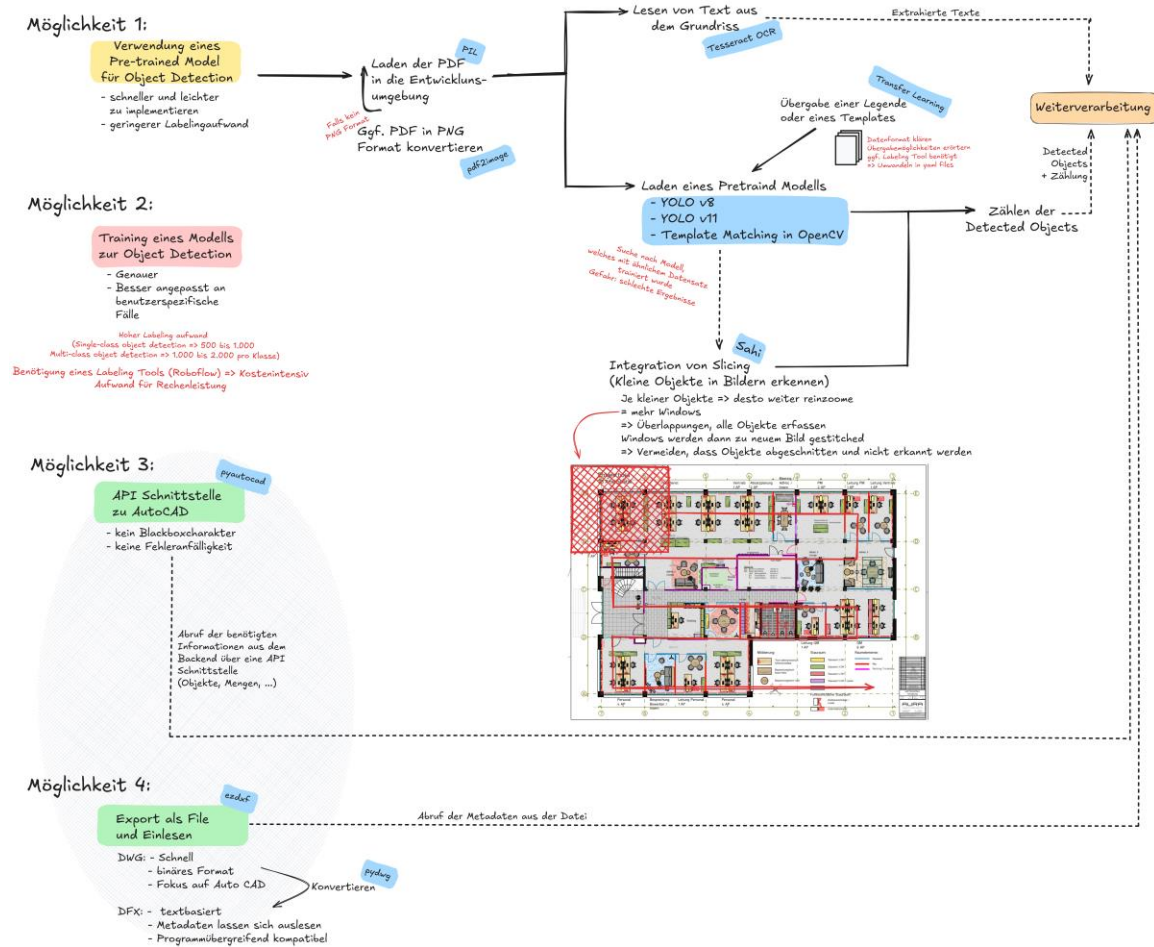 Möglichkeit 1:
Verwendung eines
Pre-trained Model
für Object Detection
- schneller und leichter
zu implementieren
- geringerer Labelingaufwand
PIL
Laden der PDF
in die Entwickluns-
umgebung
Falls kein
PNG Format
Ggf. PDF in PNG
Format konvertieren
pdf2image
Lesen von Text aus
dem Grundriss
Tesseract OCR
Extrahierte Texte
Transfer Learning
Übergabe einer Legende
oder eines Templates
Datenformat klären
Übergabemöglichkeiten erörtern
ggf. Labeling Tool benötigt
=> Umwandeln in yaml Files
Weiterverarbeitung
Detected
Objects
+ Zählung
Laden eines Pretraind Modells
- YOLO v8
- YOLO v11
- Template Matching in OpenCV
Zählen der
Detected Objects
Suche nach Modell,
welches mit ähnlichem Datensatz
trainiert wurde
Gefahr: schlechte Ergebnisse
Möglichkeit 2:
Training eines Modells
zur Object Detection
- Genauer
- Besser angepasst an
benutzerspezifische
Fälle
Hoher Labeling aufwand
(Single-class object detection => 500 bis 1.000
Multi-class object detection => 1.000 bis 2.000 pro Klasse)
Benötigung eines Labeling Tools (Roboflow) => Kostenintensiv
Aufwand für Rechenleistung
Sahi
Integration von Slicing
(Kleine Objekte in Bildern erkennen)
Je kleiner Objekte => desto weiter reinzoome
= mehr Windows
=> Überlappungen, alle Objekte erfassen
Windows werden dann zu neuem Bild gestitched
=> Vermeiden, dass Objekte abgeschnitten und nicht erkannt werden
Möglichkeit 3:
pyautocad
API Schnittstelle
zu AutoCAD
- kein Blackboxcharakter
- keine Fehleranfälligkeit
Abruf der benötigten
Informationen aus dem
Backend über eine API
Schnittstelle
(Objekte, Mengen, ...)
Möglichkeit 4:
ezdxf
Export als File
und Einlesen
Abruf der Metadaten aus der Datei
DWG: - Schnell
- binäres Format
- Fokus auf Auto CAD
Konvertieren
pydwg
DFX: - textbasiert
- Metadaten lassen sich auslesen
- Programmübergreifend kompatibel